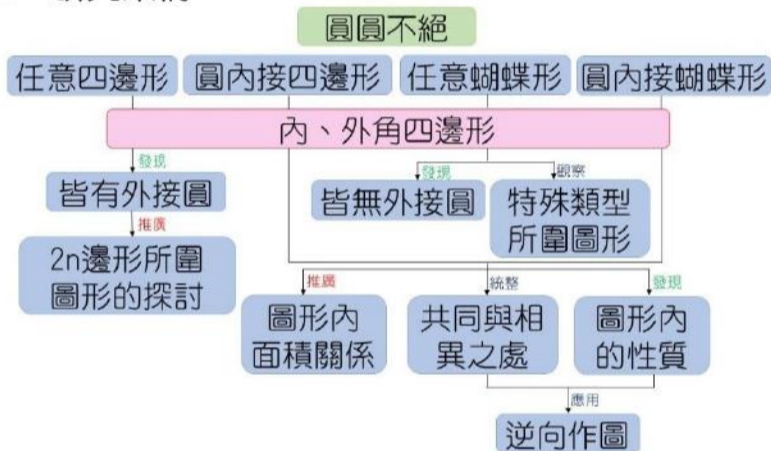 圓圓不絕
任意四邊形
圓內接四邊形
任意蝴蝶形
圓內接蝴蝶形
內、外角四邊形
發現
皆有外接圓
推廣
2n邊形所圍
圖形的探討
發現
皆無外接圓
觀察
特殊類型
所圍圖形
推廣
圖形內
面積關係
統整
共同與相
異之處
發現
圖形內
的性質
應用
逆向作圖